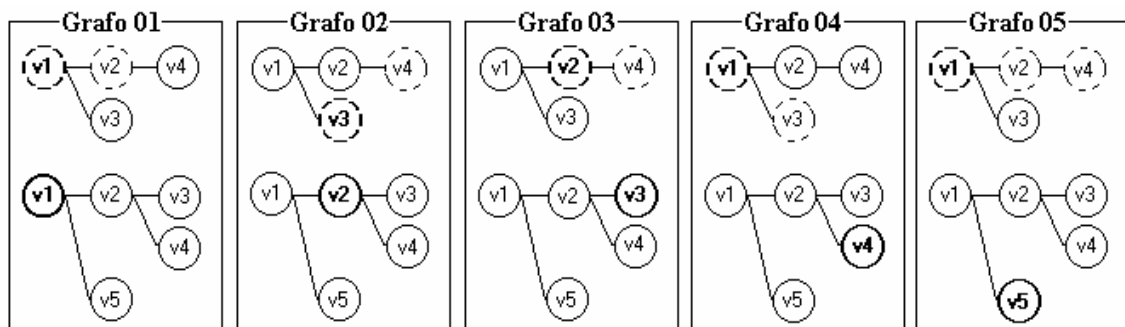 Grafo 01 Grafo 02 Grafo 03 Grafo 04 Grafo 05
v1 v2 v4 v1 v2 v4 v1 v2 v4 v1 v2 v4 v1 v2 v4
v3 v3 v3 v3 v3
v1 v2 v3 v1 v2 v3 v1 v2 v3 v1 v2 v3 v1 v2 v3
v4 v4 v4 v4 v4
v5 v5 v5 v5 v5